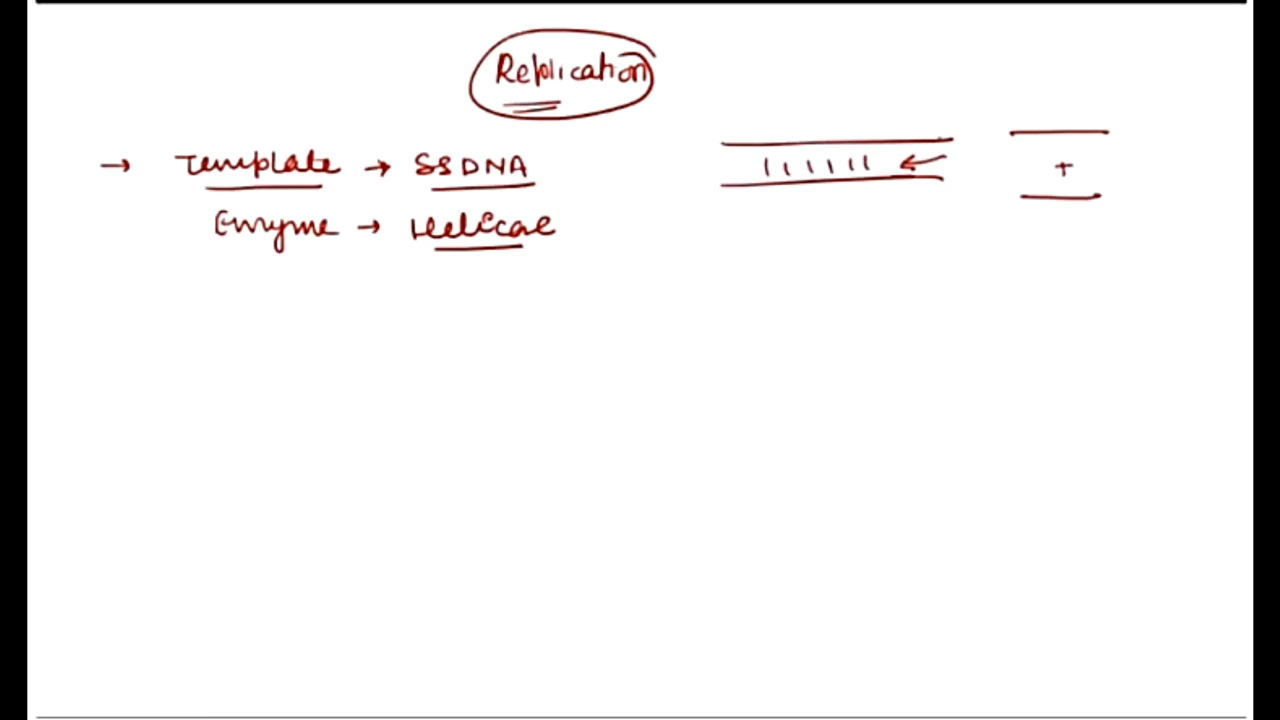 Replication
→ Template → SSDNA
Enzyme → Helicase
+